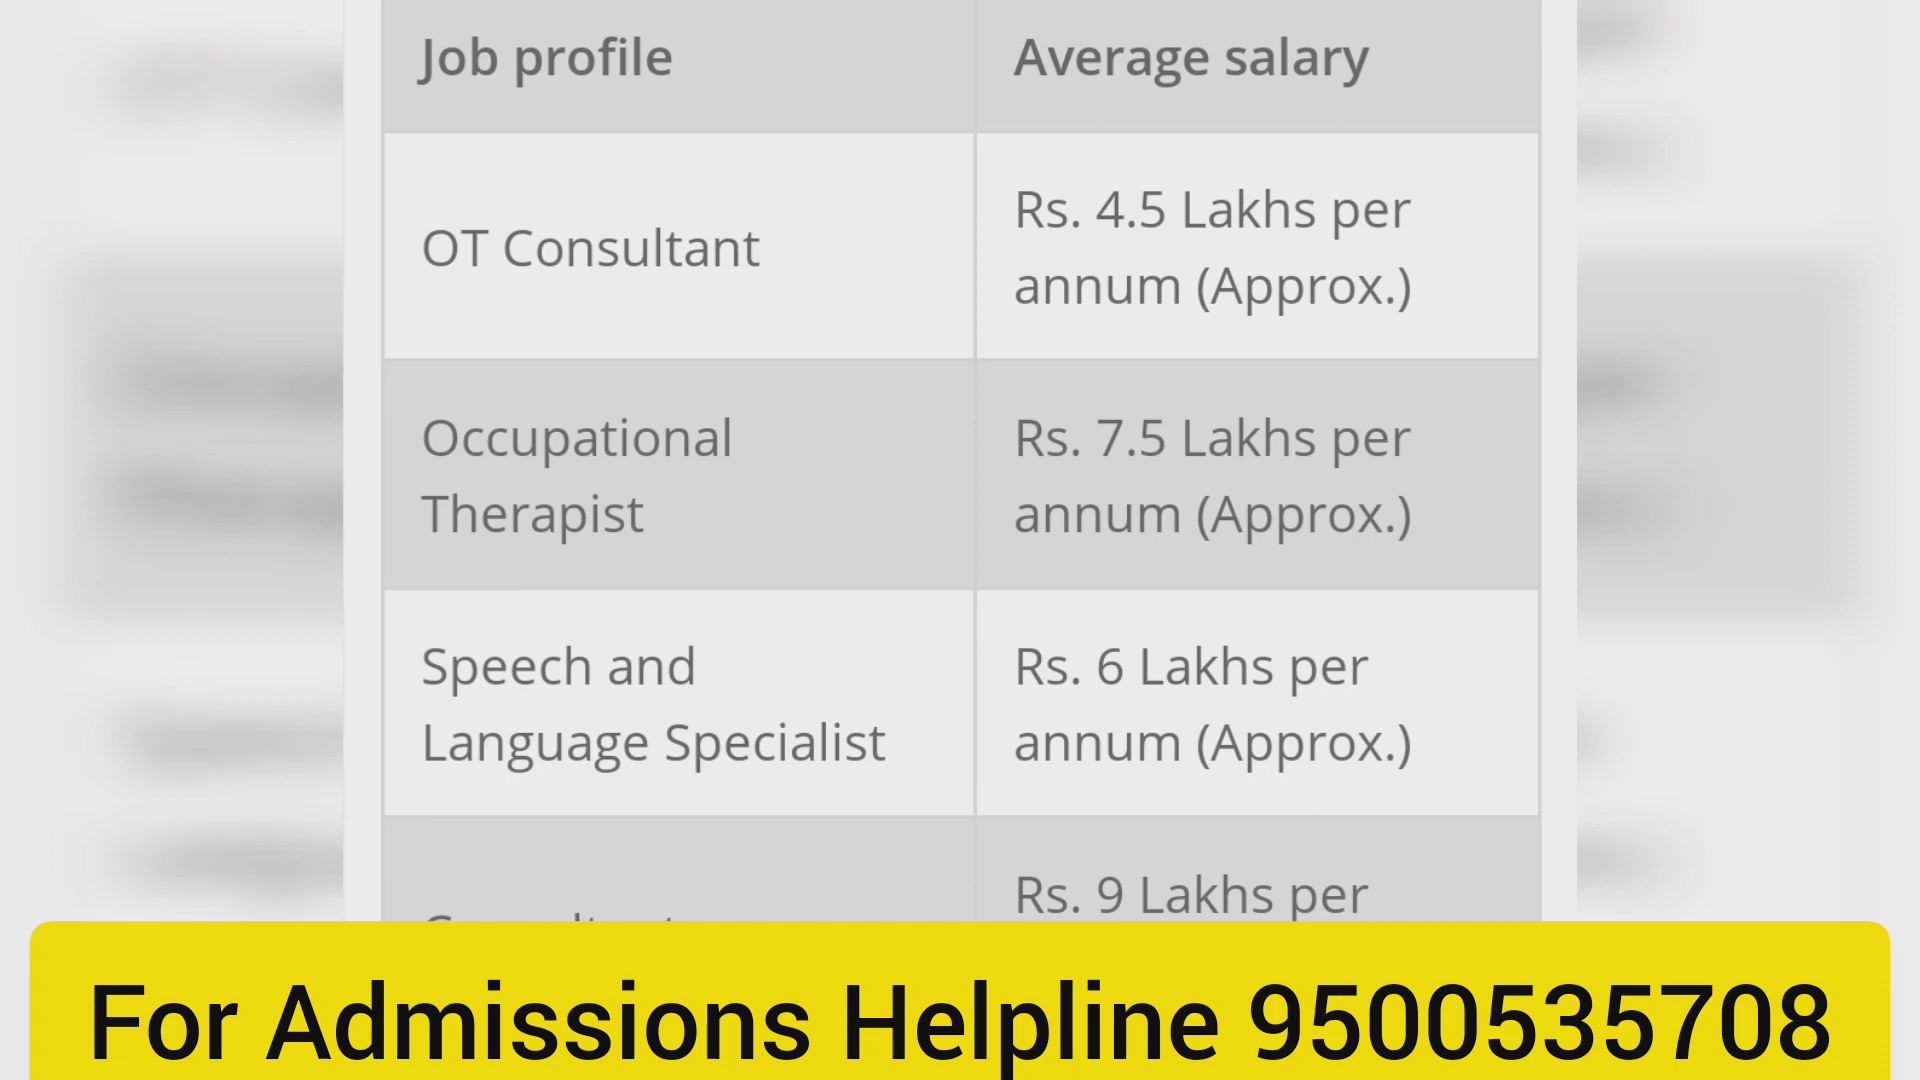 Job profile
Average salary
OT Consultant
Rs. 4.5 Lakhs per
annum (Approx.)
Occupational
Therapist
Rs. 7.5 Lakhs per
annum (Approx.)
Speech and
Language Specialist
Rs. 6 Lakhs per
annum (Approx.)
Rs. 9 Lakhs per
For Admissions Helpline 9500535708